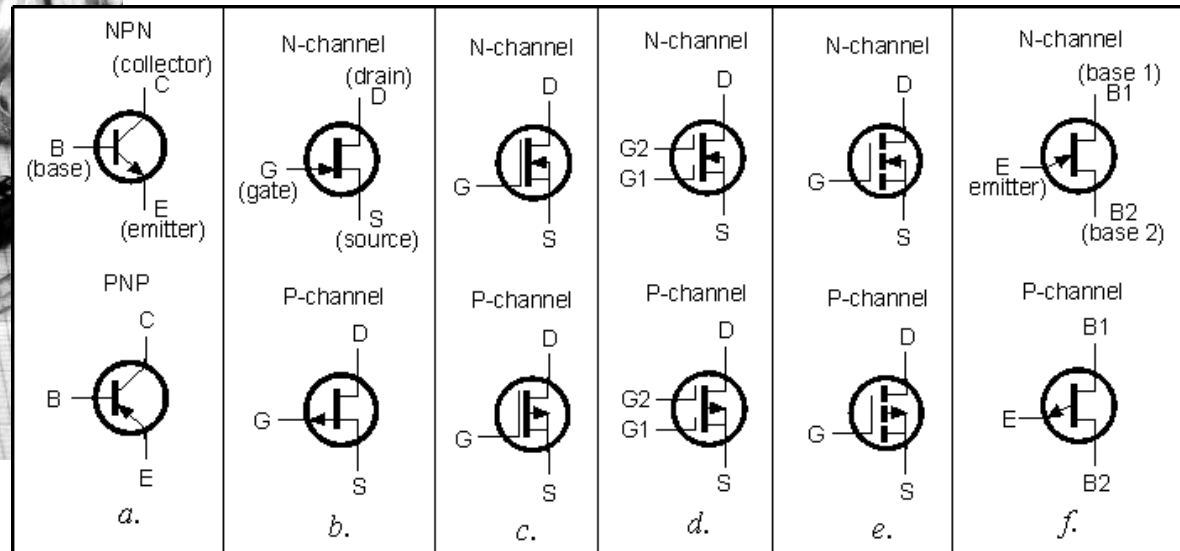 NPN
(collector)
C
B
(base)
E
(emitter)
PNP
C
B
E
a.
N-channel
(drain)
D
G
(gate)
S
(source)
P-channel
D
G
S
b.
N-channel
D
G
S
P-channel
D
G
S
c.
N-channel
D
G2
G1
S
P-channel
D
G2
G1
S
d.
N-channel
D
G
S
P-channel
D
G
S
e.
N-channel
(base 1)
B1
E
emitter)
B2
(base 2)
P-channel
B1
E
B2
f.